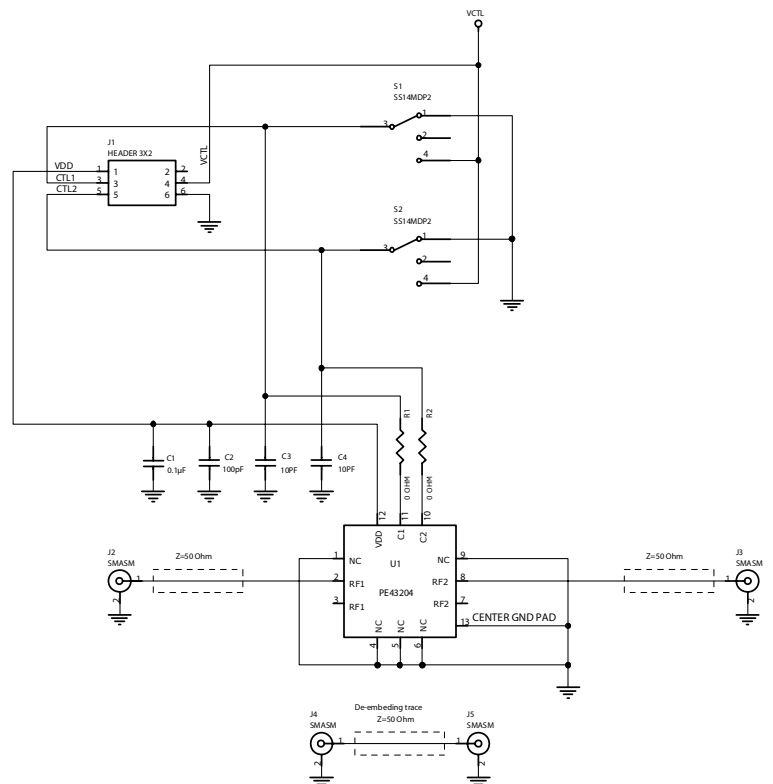 VCTL
S1
SS14MDP2
1
3
2
4
J1
HEADER 3X2
VCTL
VDD
1 1 2 2
CTL1
3 3 4 4
CTL2
5 5 6 6
S2
SS14MDP2
1
3
2
4
R1
R2
C1
0.1µF
C2
100pF
C3
10PF
C4
10PF
0 OHM
0 OHM
12
11
10
VDD
C1
C2
J2
SMASM
1
2
Z=50 Ohm
1
NC
2
RF1
3
RF1
U1
PE43204
NC
9
RF2
8
RF2
7
13
CENTER GND PAD
NC
NC
NC
4
5
6
Z=50 Ohm
J3
SMASM
1
2
De-embeding trace
Z=50 Ohm
J4
SMASM
1
2
J5
SMASM
1
2